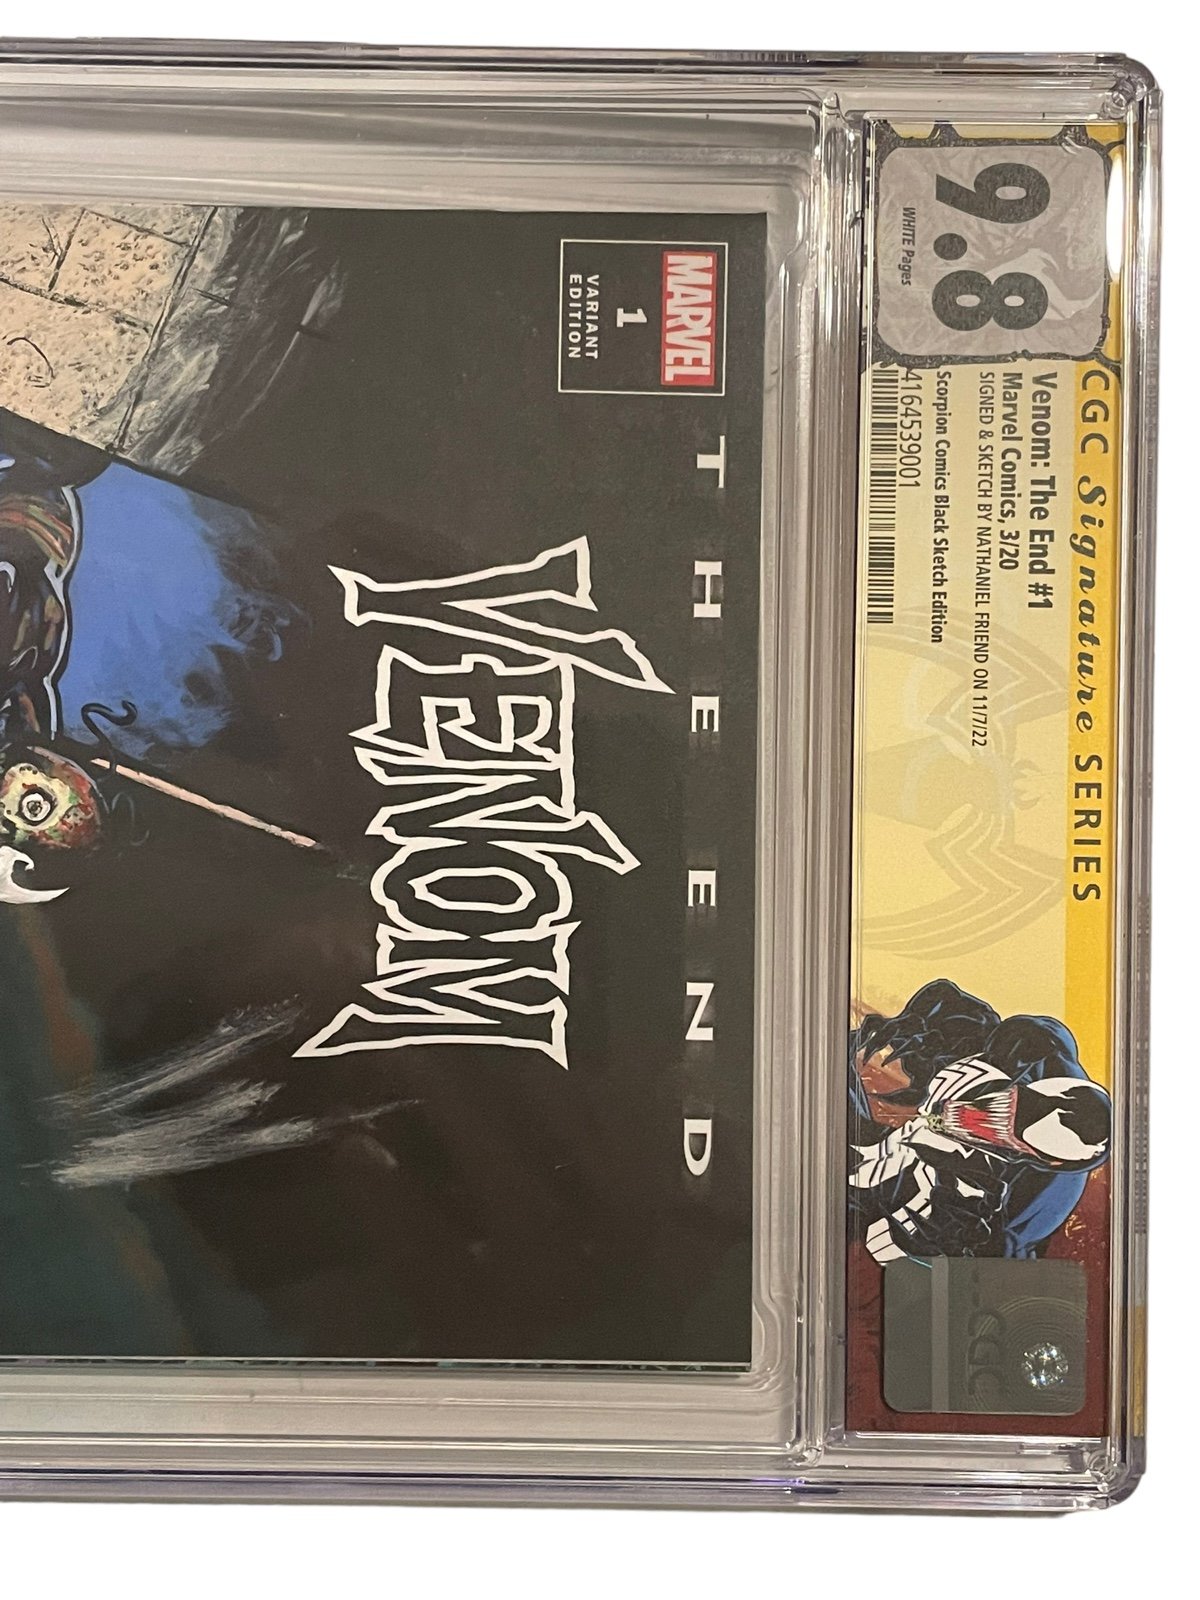 CGC Signature SERIES
9.8
WHITE Pages
Venom: The End #1
Marvel Comics, 3/20
SIGNED & SKETCH BY NATHANIEL FRIEND ON 11/7/22
Scorpion Comics Black Sketch Edition
4164539001
CGC
MARVEL
1
VARIANT
EDITION
THE END
VENOM